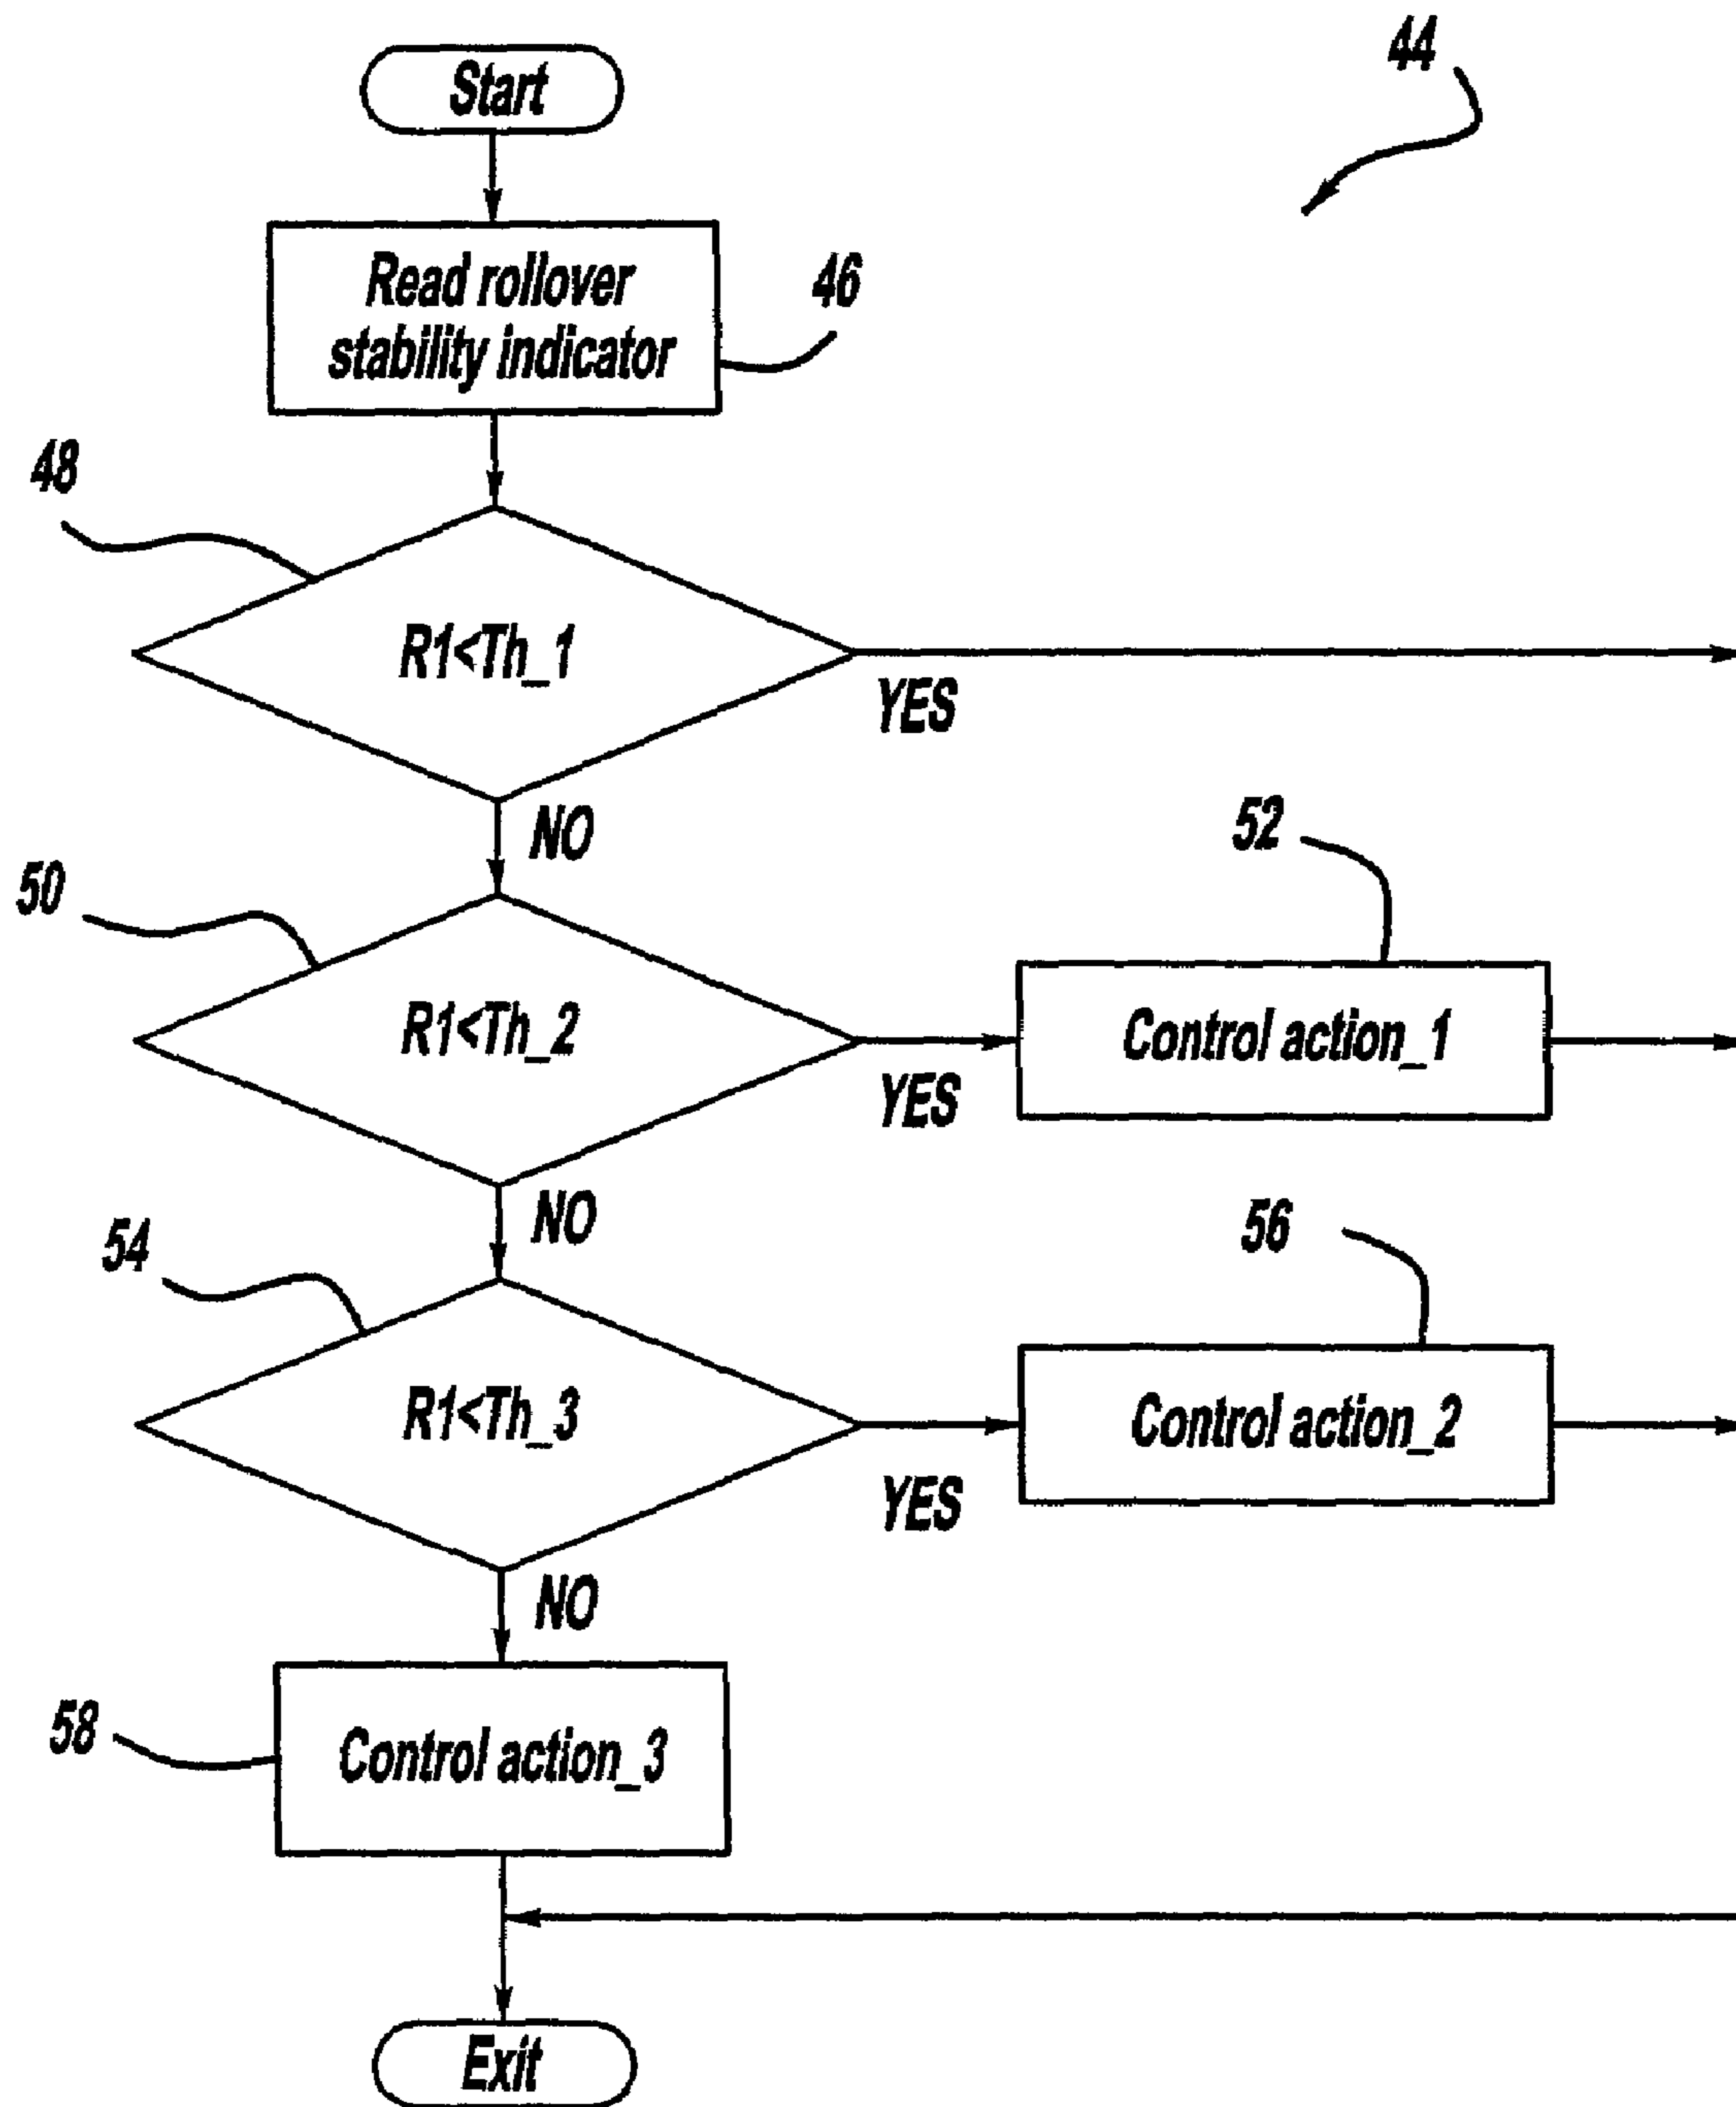 44
Start
Read rollover
stability indicator
46
48
R1<Th_1
YES
NO
50
R1<Th_2
YES
52
Control action_1
NO
54
R1<Th_3
YES
56
Control action_2
NO
58
Control action_3
Exit